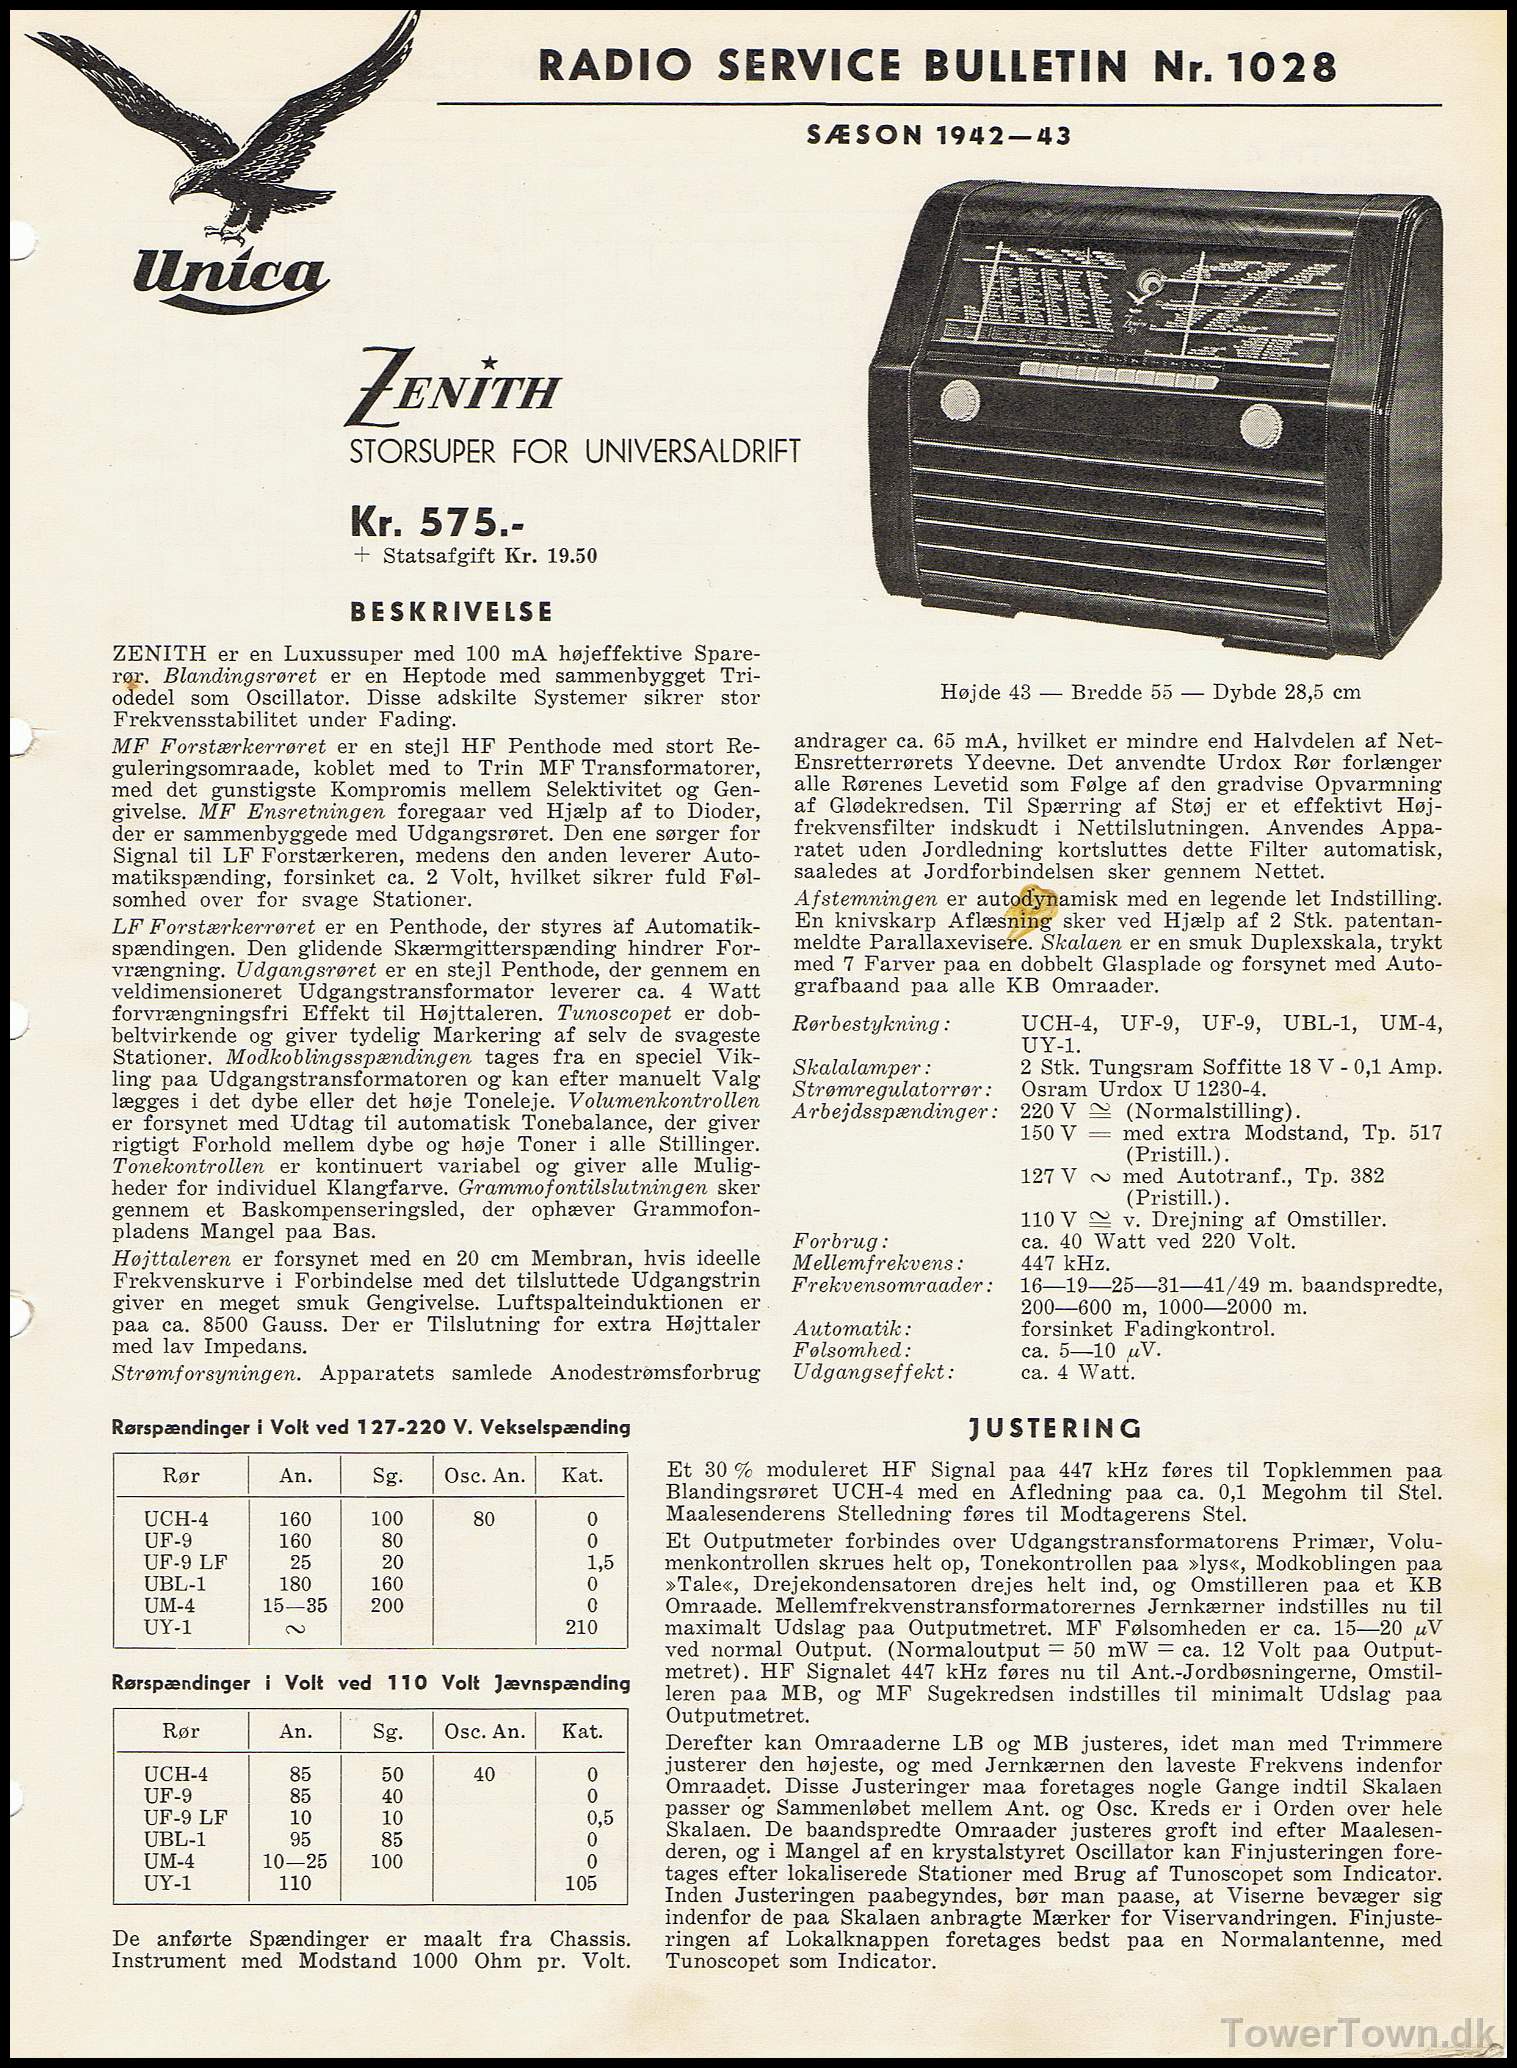 RADIO SERVICE BULLETIN Nr. 1028
SÆSON 1942—43
Unica
ZENITH
STORSUPER FOR UNIVERSALDRIFT
Kr. 575.-
+ Statsafgift Kr. 19.50
BESKRIVELSE
ZENITH er en Luxussuper med 100 mA højeffektive Spare-
rør. Blandingsrøret er en Heptode med sammenbygget Tri-
odedel som Oscillator. Disse adskilte Systemer sikrer stor
Frekvensstabilitet under Fading.
MF Forstærkerrøret er en stejl HF Penthode med stort Re-
guleringsomraade, koblet med to Trin MF Transformatorer,
med det gunstigste Kompromis mellem Selektivitet og Gen-
givelse. MF Ensretningen foregaar ved Hjælp af to Dioder,
der er sammenbyggede med Udgangsrøret. Den ene sørger for
Signal til LF Forstærkeren, medens den anden leverer Auto-
matikspænding, forsinket ca. 2 Volt, hvilket sikrer fuld Føl-
somhed over for svage Stationer.
LF Forstærkerrøret er en Penthode, der styres af Automatik-
spændingen. Den glidende Skærmgitterspænding hindrer For-
vrængning. Udgangsrøret er en stejl Penthode, der gennem en
veldimensioneret Udgangstransformator leverer ca. 4 Watt
forvrængningsfri Effekt til Højttaleren. Tunoscopet er dob-
beltvirkende og giver tydelig Markering af selv de svageste
Stationer. Modkoblingsspændingen tages fra en speciel Vik-
ling paa Udgangstransformatoren og kan efter manuelt Valg
lægges i det dybe eller det høje Toneleje. Volumenkontrollen
er forsynet med Udtag til automatisk Tonebalance, der giver
rigtigt Forhold mellem dybe og høje Toner i alle Stillinger.
Tonekontrollen er kontinuert variabel og giver alle Mulig-
heder for individuel Klangfarve. Grammofontilslutningen sker
gennem et Baskompenseringsled, der ophæver Grammofon-
pladens Mangel paa Bas.
Højttaleren er forsynet med en 20 cm Membran, hvis ideelle
Frekvenskurve i Forbindelse med det tilsluttede Udgangstrin
giver en meget smuk Gengivelse. Luftspalteinduktionen er
paa ca. 8500 Gauss. Der er Tilslutning for extra Højttaler
med lav Impedans.
Strømforsyningen. Apparatets samlede Anodestrømsforbrug
Højde 43 — Bredde 55 — Dybde 28,5 cm
andrager ca. 65 mA, hvilket er mindre end Halvdelen af Net-
Ensretterrørets Ydeevne. Det anvendte Urdox Rør forlænger
alle Rørenes Levetid som Følge af den gradvise Opvarmning
af Glødekredsen. Til Spærring af Støj er et effektivt Høj-
frekvensfilter indskudt i Nettilslutningen. Anvendes Appa-
ratet uden Jordledning kortsluttes dette Filter automatisk,
saaledes at Jordforbindelsen sker gennem Nettet.
Afstemningen er autodynamisk med en legende let Indstilling.
En knivskarp Aflæsning sker ved Hjælp af 2 Stk. patentan-
meldte Parallaxevisere. Skalaen er en smuk Duplexskala, trykt
med 7 Farver paa en dobbelt Glasplade og forsynet med Auto-
grafbaand paa alle KB Omraader.
Rørbestykning: UCH-4, UF-9, UF-9, UBL-1, UM-4,
UY-1.
Skalalamper: 2 Stk. Tungsram Soffitte 18 V - 0,1 Amp.
Strømregulatorrør: Osram Urdox U 1230-4.
Arbejdsspændinger: 220 V ≅ (Normalstilling).
150 V = med extra Modstand, Tp. 517
(Pristill.).
127 V ∼ med Autotranf., Tp. 382
(Pristill.).
110 V ≅ v. Drejning af Omstiller.
Forbrug: ca. 40 Watt ved 220 Volt.
Mellemfrekvens: 447 kHz.
Frekvensomraader: 16—19—25—31—41/49 m. baandspredte,
200—600 m, 1000—2000 m.
Automatik: forsinket Fadingkontrol.
Følsomhed: ca. 5—10 µV.
Udgangseffekt: ca. 4 Watt.
Rørspændinger i Volt ved 127-220 V. Vekselspænding
Rør An. Sg. Osc. An. Kat.
UCH-4 160 100 80 0
UF-9 160 80 0
UF-9 LF 25 20 1,5
UBL-1 180 160 0
UM-4 15—35 200 0
UY-1 ∼ 210
Rørspændinger i Volt ved 110 Volt Jævnspænding
Rør An. Sg. Osc. An. Kat.
UCH-4 85 50 40 0
UF-9 85 40 0
UF-9 LF 10 10 0,5
UBL-1 95 85 0
UM-4 10—25 100 0
UY-1 110 105
De anførte Spændinger er maalt fra Chassis.
Instrument med Modstand 1000 Ohm pr. Volt.
JUSTERING
Et 30 % moduleret HF Signal paa 447 kHz føres til Topklemmen paa
Blandingsrøret UCH-4 med en Afledning paa ca. 0,1 Megohm til Stel.
Maalesenderens Stelledning føres til Modtagerens Stel.
Et Outputmeter forbindes over Udgangstransformatorens Primær, Volu-
menkontrollen skrues helt op, Tonekontrollen paa »lys«, Modkoblingen paa
»Tale«, Drejekondensatoren drejes helt ind, og Omstilleren paa et KB
Omraade. Mellemfrekvenstransformatorernes Jernkærner indstilles nu til
maximalt Udslag paa Outputmetret. MF Følsomheden er ca. 15—20 µV
ved normal Output. (Normaloutput = 50 mW = ca. 12 Volt paa Output-
metret). HF Signalet 447 kHz føres nu til Ant.-Jordbøsningerne, Omstil-
leren paa MB, og MF Sugekredsen indstilles til minimalt Udslag paa
Outputmetret.
Derefter kan Omraaderne LB og MB justeres, idet man med Trimmere
justerer den højeste, og med Jernkærnen den laveste Frekvens indenfor
Omraadet. Disse Justeringer maa foretages nogle Gange indtil Skalaen
passer og Sammenløbet mellem Ant. og Osc. Kreds er i Orden over hele
Skalaen. De baandspredte Omraader justeres groft ind efter Maalesen-
deren, og i Mangel af en krystalstyret Oscillator kan Finjusteringen fore-
tages efter lokaliserede Stationer med Brug af Tunoscopet som Indicator.
Inden Justeringen paabegyndes, bør man paase, at Viserne bevæger sig
indenfor de paa Skalaen anbragte Mærker for Viservandringen. Finjuste-
ringen af Lokalknappen foretages bedst paa en Normalantenne, med
Tunoscopet som Indicator.
TowerTown.dk